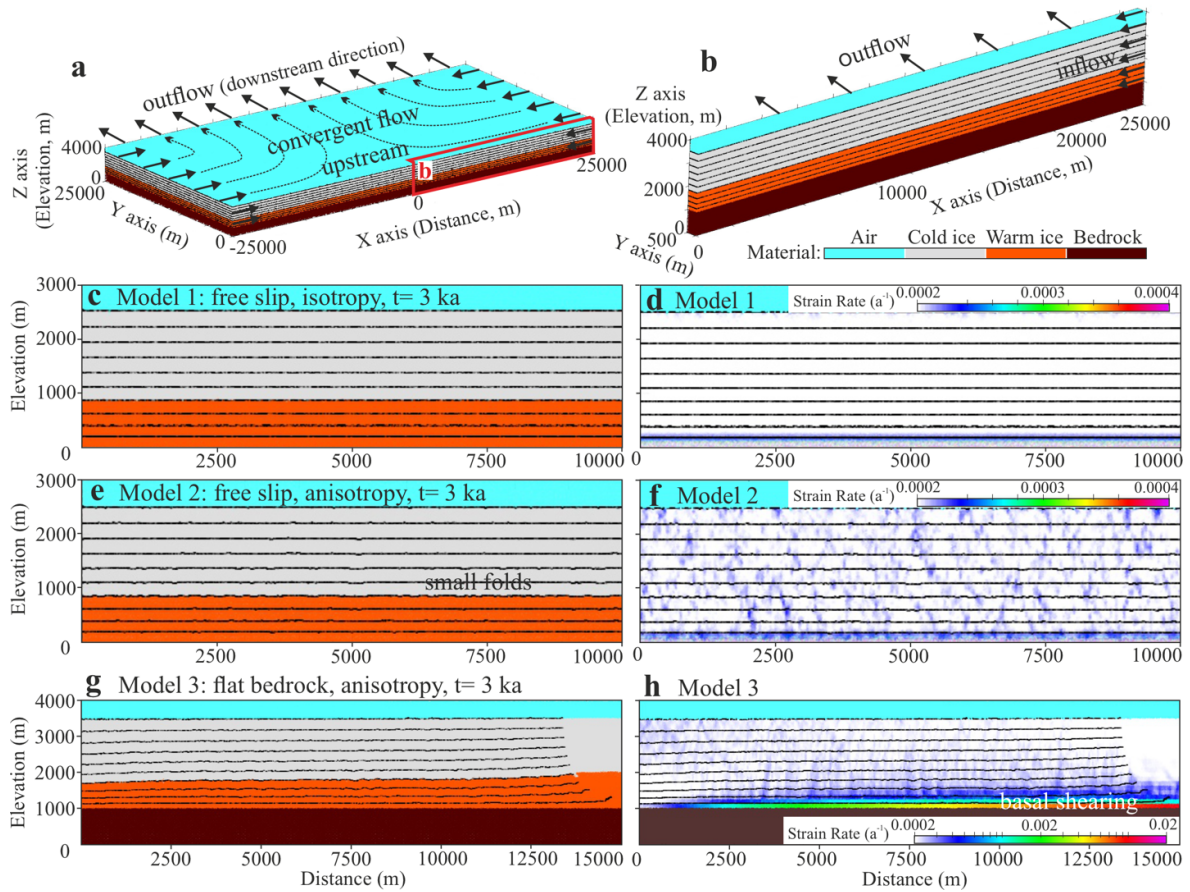 a
outflow (downstream direction)
convergent flow
upstream
b
Z axis
(Elevation, m)
4000
0
25000
Y axis (m)
0
-25000
X axis (Distance, m)
0
25000
b
Outflow
inflow
Z axis
(Elevation, m)
4000
2000
0
Y axis (m)
500
0
10000
20000
25000
X axis (Distance, m)
Material:
Air
Cold ice
Warm ice
Bedrock
c Model 1: free slip, isotropy, t= 3 ka
Elevation (m)
3000
2000
1000
0
2500
5000
7500
10000
d Model 1
Strain Rate (a-1)
0.0002
0.0003
0.0004
0
2500
5000
7500
10000
e Model 2: free slip, anisotropy, t= 3 ka
small folds
Elevation (m)
3000
2000
1000
0
2500
5000
7500
10000
f Model 2
Strain Rate (a-1)
0.0002
0.0003
0.0004
0
2500
5000
7500
10000
g Model 3: flat bedrock, anisotropy, t= 3 ka
Elevation (m)
4000
3000
2000
1000
0
2500
5000
7500
10000
12500
15000
Distance (m)
h Model 3
basal shearing
Strain Rate (a-1)
0.0002
0.002
0.02
0
2500
5000
7500
10000
12500
15000
Distance (m)